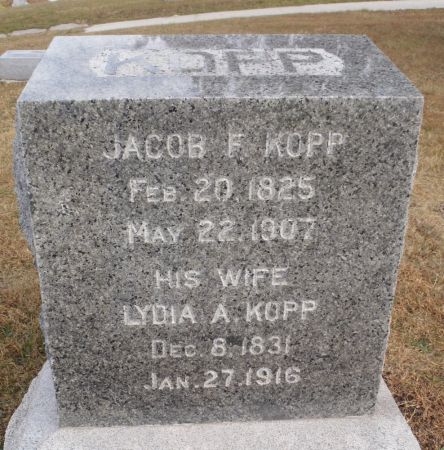 KOPP
JACOB F. KOPP
FEB. 20. 1825
MAY 22. 1907
HIS WIFE
LYDIA A. KOPP
DEC. 8. 1831
JAN. 27. 1916